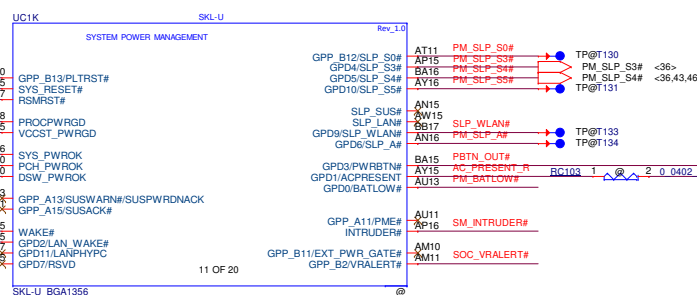 UC1K SKL-U
Rev_1.0
SYSTEM POWER MANAGEMENT
GPP_B12/SLP_S0# AT11 PM_SLP_S0# TP@T130
GPD4/SLP_S3# AP15 PM_SLP_S3# PM_SLP_S3# <36>
GPP_B13/PLTRST# GPD5/SLP_S4# BA16 PM_SLP_S4# PM_SLP_S4# <36,43,46
SYS_RESET# GPD10/SLP_S5# AY16 PM_SLP_S5# TP@T131
RSMRST#
SLP_SUS# AN15
PROCPWRGD SLP_LAN# AW15
VCCST_PWRGD GPD9/SLP_WLAN# BB17 SLP_WLAN# TP@T133
GPD6/SLP_A# AN16 PM_SLP_A# TP@T134
SYS_PWROK
PCH_PWROK GPD3/PWRBTN# BA15 PBTN_OUT#
DSW_PWROK GPD1/ACPRESENT AY15 AC_PRESENT_R RC103 1 @ 2 0_0402
GPD0/BATLOW# AU13 PM_BATLOW#
GPP_A13/SUSWARN#/SUSPWRDNACK
GPP_A15/SUSACK#
GPP_A11/PME# AU11
WAKE# INTRUDER# AP16 SM_INTRUDER#
GPD2/LAN_WAKE#
GPD11/LANPHYPC GPP_B11/EXT_PWR_GATE# AM10
GPD7/RSVD GPP_B2/VRALERT# AM11 SOC_VRALERT#
11 OF 20
SKL-U_BGA1356 @